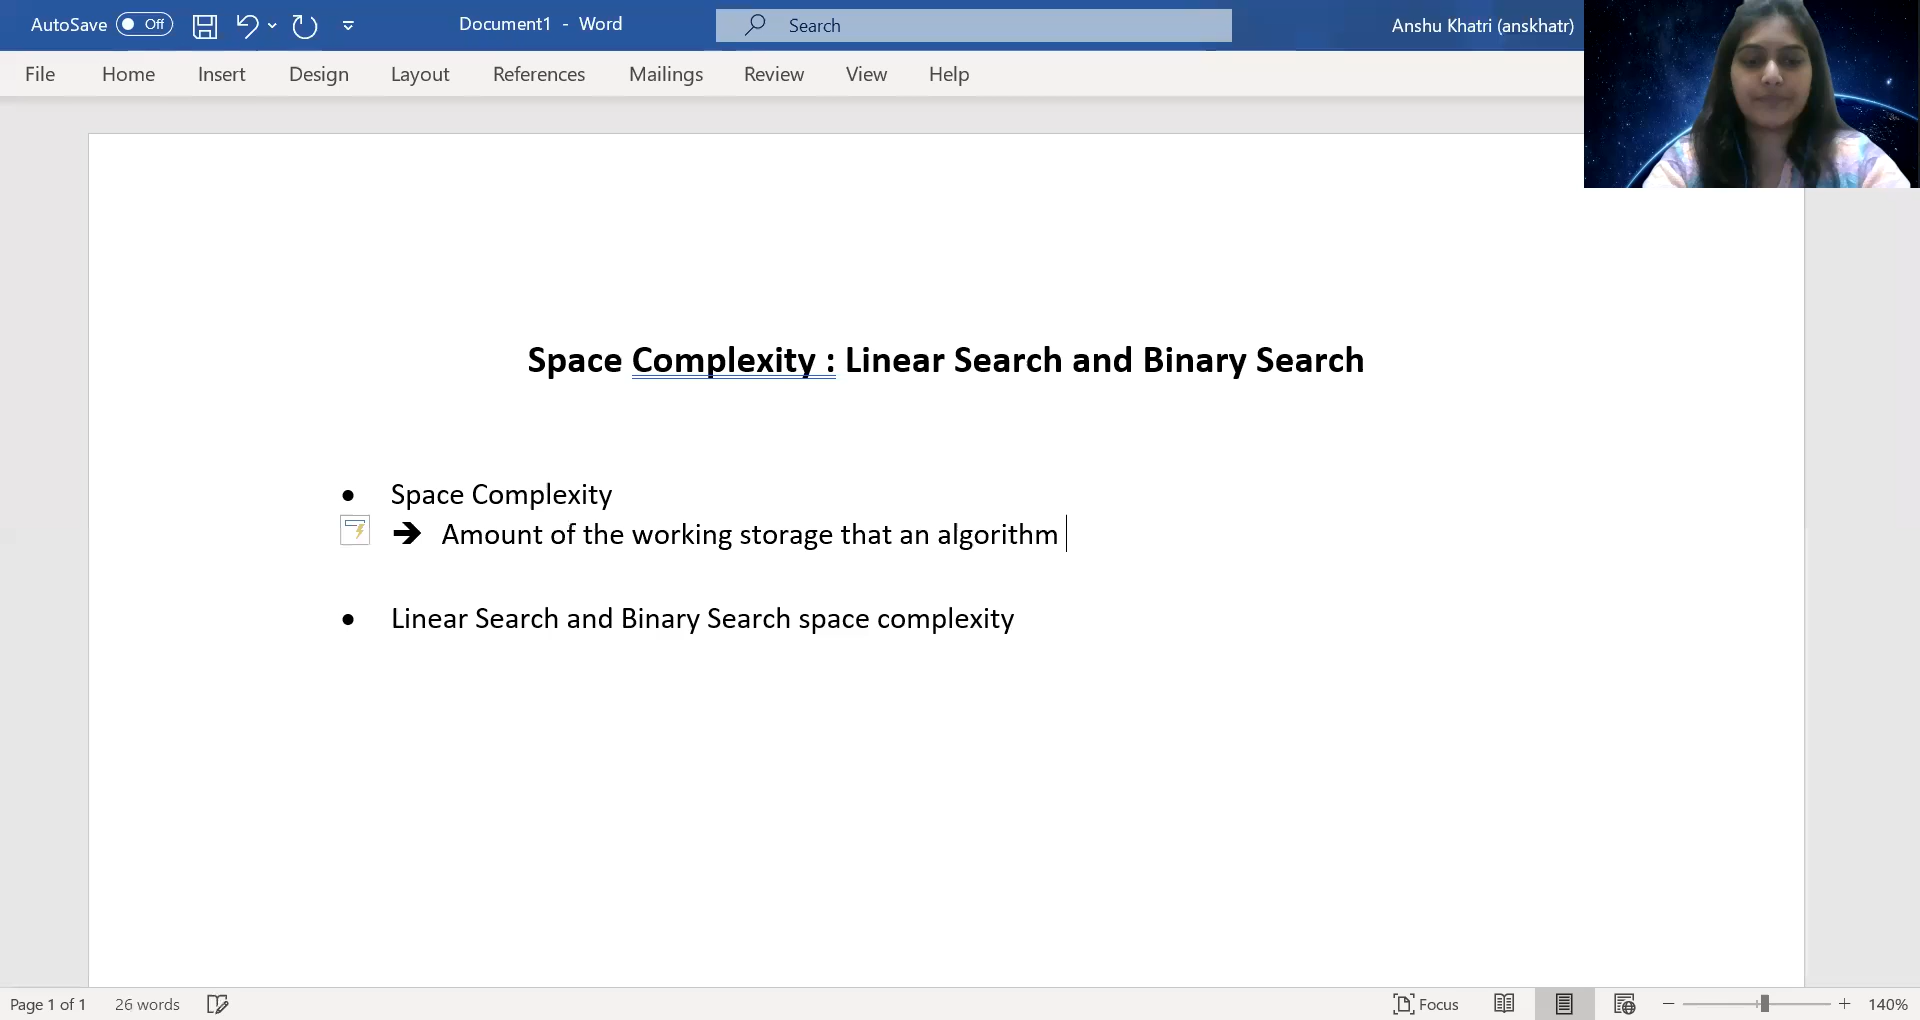 AutoSave Off Document1 - Word Search Anshu Khatri (anskhatr)
File Home Insert Design Layout References Mailings Review View Help
Space Complexity : Linear Search and Binary Search
• Space Complexity
➔ Amount of the working storage that an algorithm
• Linear Search and Binary Search space complexity
Page 1 of 1 26 words Focus 140%